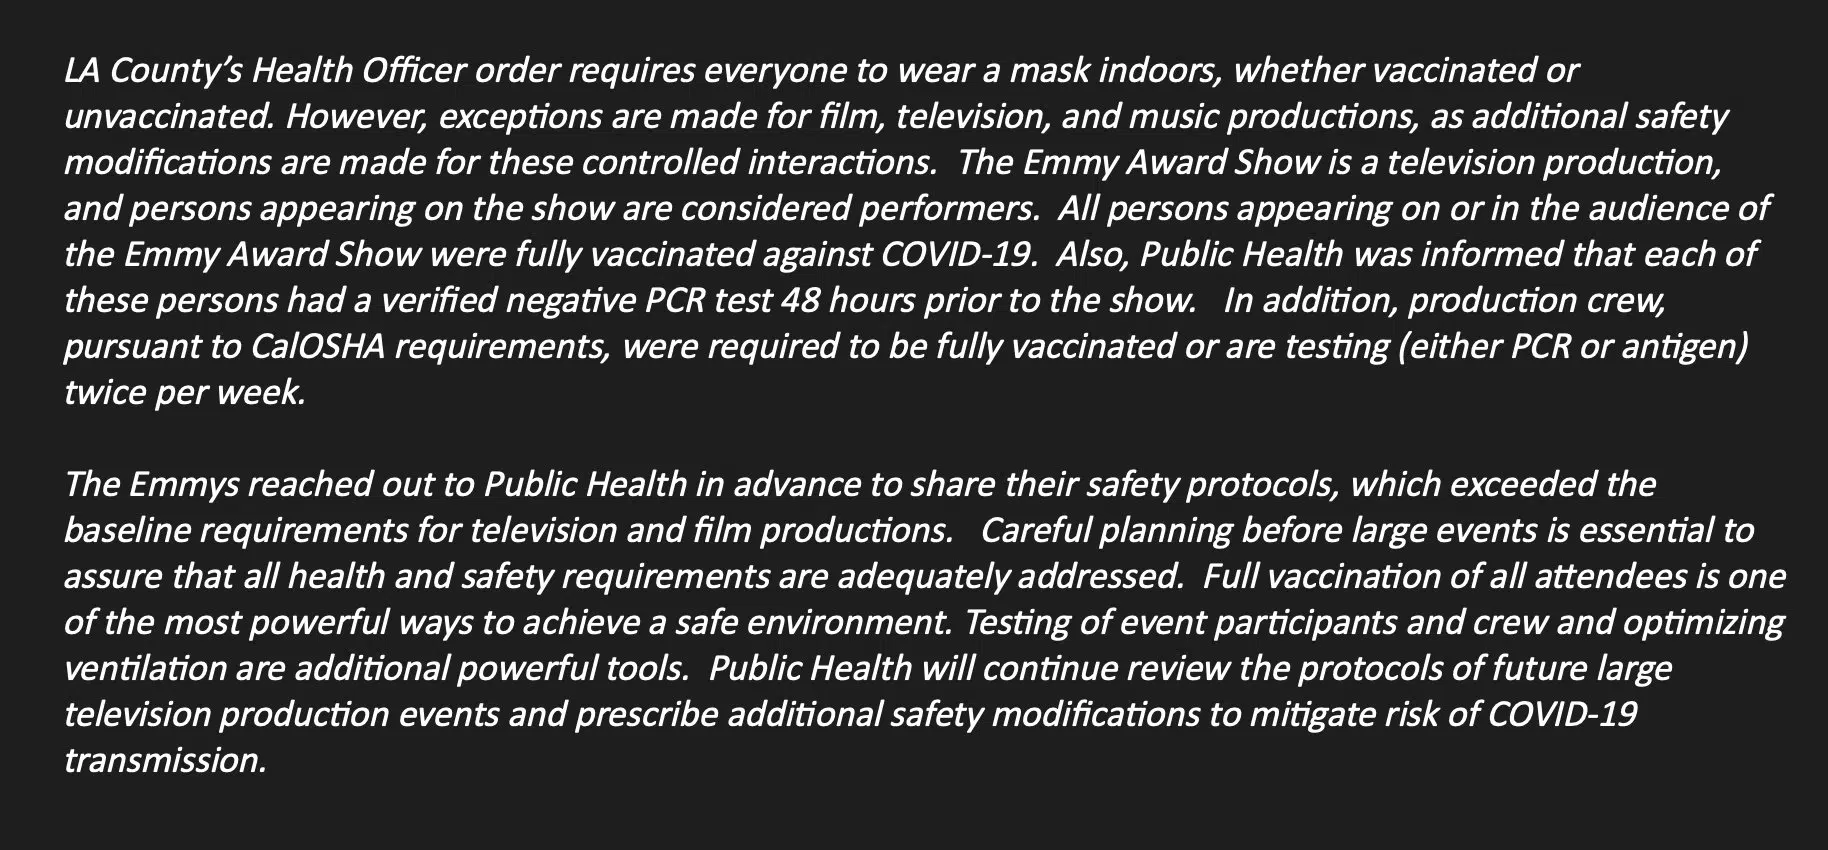 LA County’s Health Officer order requires everyone to wear a mask indoors, whether vaccinated or
unvaccinated. However, exceptions are made for film, television, and music productions, as additional safety
modifications are made for these controlled interactions.  The Emmy Award Show is a television production,
and persons appearing on the show are considered performers.  All persons appearing on or in the audience of
the Emmy Award Show were fully vaccinated against COVID-19.  Also, Public Health was informed that each of
these persons had a verified negative PCR test 48 hours prior to the show.   In addition, production crew,
pursuant to CalOSHA requirements, were required to be fully vaccinated or are testing (either PCR or antigen)
twice per week.

The Emmys reached out to Public Health in advance to share their safety protocols, which exceeded the
baseline requirements for television and film productions.   Careful planning before large events is essential to
assure that all health and safety requirements are adequately addressed.  Full vaccination of all attendees is one
of the most powerful ways to achieve a safe environment. Testing of event participants and crew and optimizing
ventilation are additional powerful tools.  Public Health will continue review the protocols of future large
television production events and prescribe additional safety modifications to mitigate risk of COVID-19
transmission.